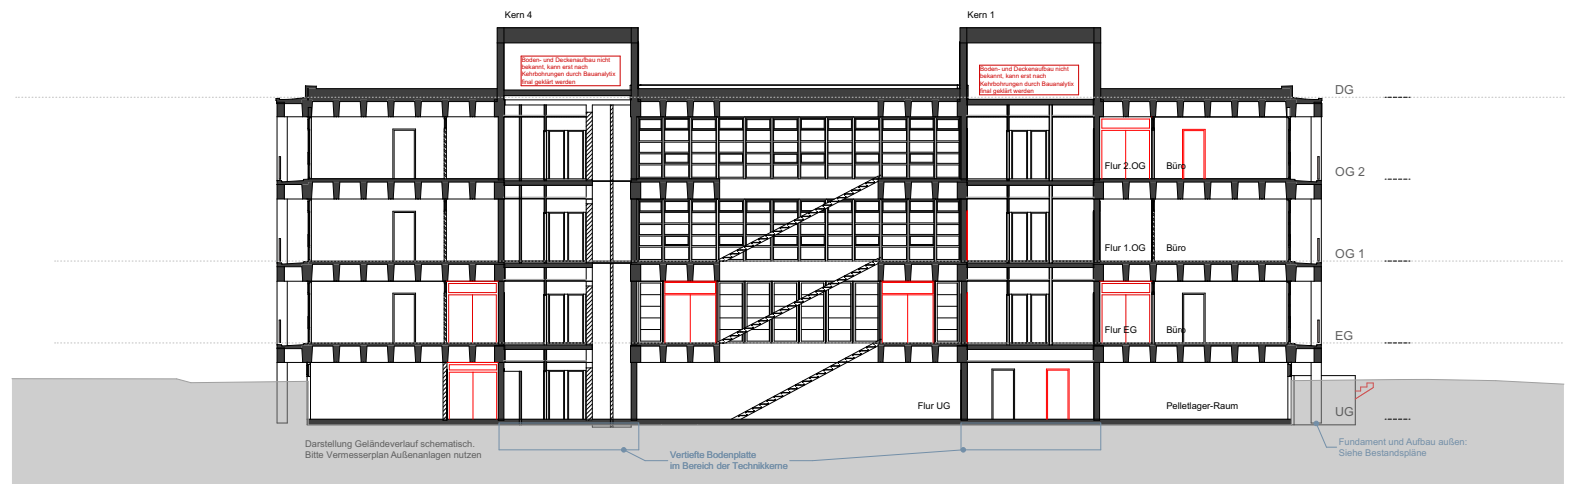 Kern 4
Kern 1
Boden- und Deckenaufbau nicht
bekannt, kann erst nach
Kehrbohrungen durch Bauanalytix
final geklärt werden
Boden- und Deckenaufbau nicht
bekannt, kann erst nach
Kehrbohrungen durch Bauanalytix
final geklärt werden
DG
Flur 2.OG
Büro
OG 2
Flur 1.OG
Büro
OG 1
Flur EG
Büro
EG
Flur UG
Pelletlager-Raum
UG
Darstellung Geländeverlauf schematisch.
Bitte Vermesserplan Außenanlagen nutzen
Vertiefte Bodenplatte
im Bereich der Technikkerne
Fundament und Aufbau außen:
Siehe Bestandspläne